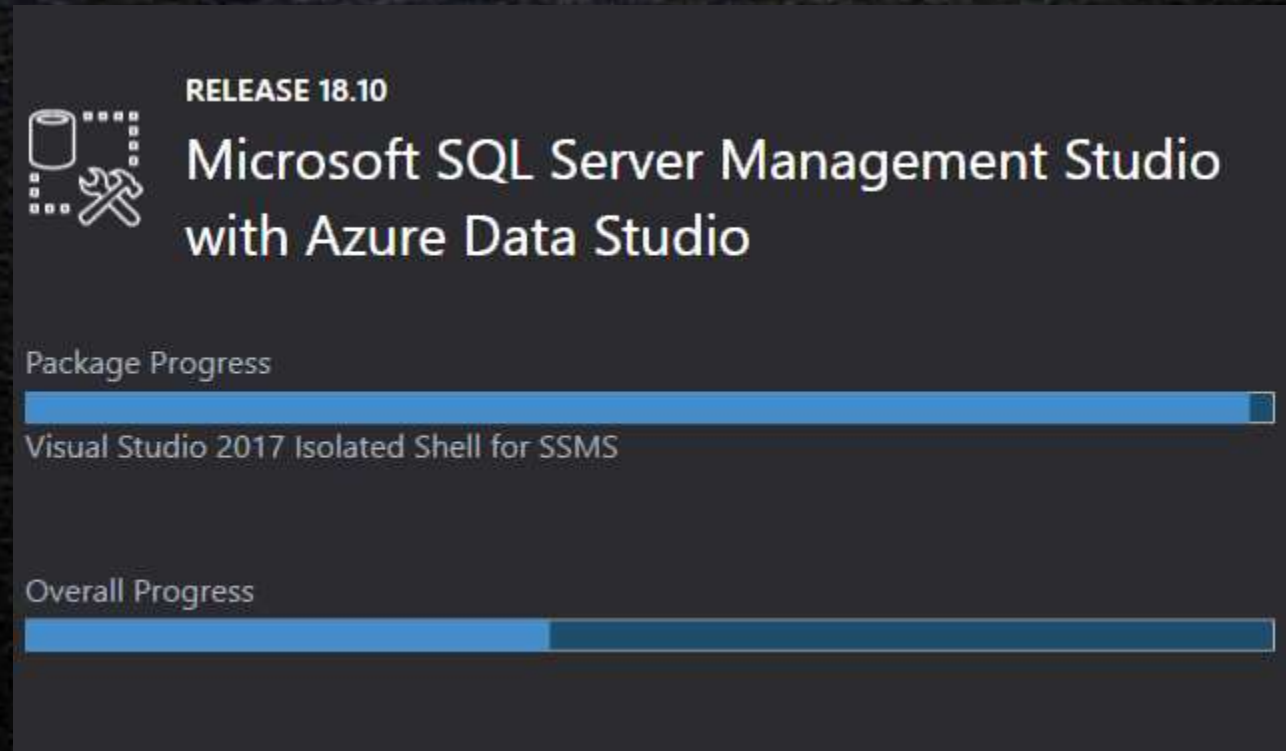 RELEASE 18.10
Microsoft SQL Server Management Studio
with Azure Data Studio
Package Progress
Visual Studio 2017 Isolated Shell for SSMS
Overall Progress